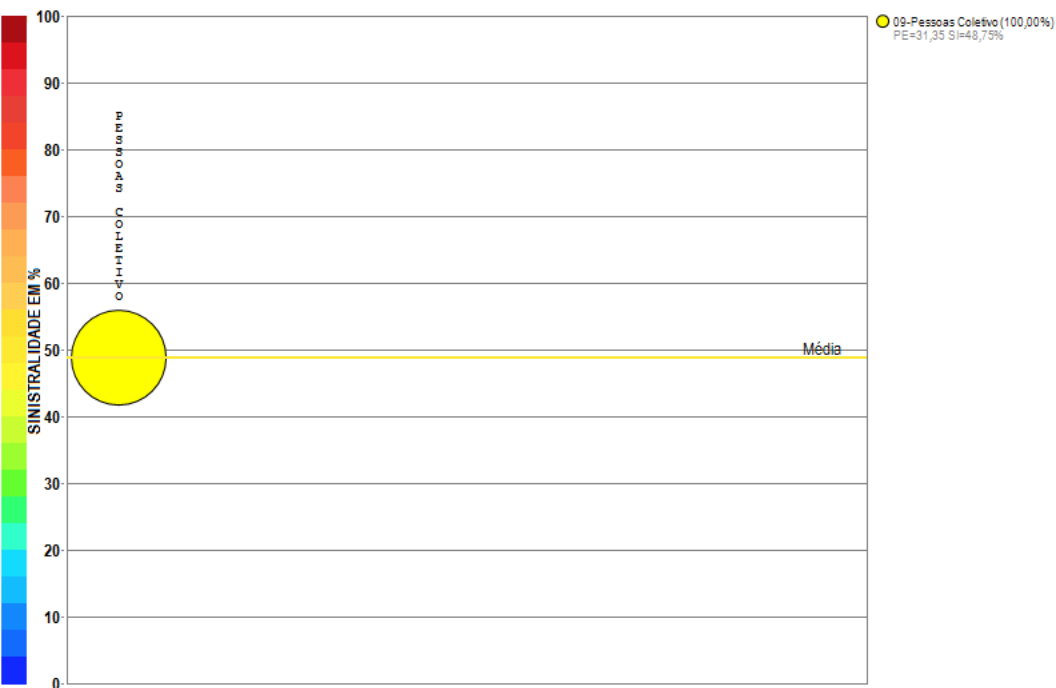 100
90
80
70
60
50
40
30
20
10
0
SINISTRALIDADE EM %
PESSOAS COLETIVO
Média
09-Pessoas Coletivo (100,00%)
PE=31,35 SI=48,75%